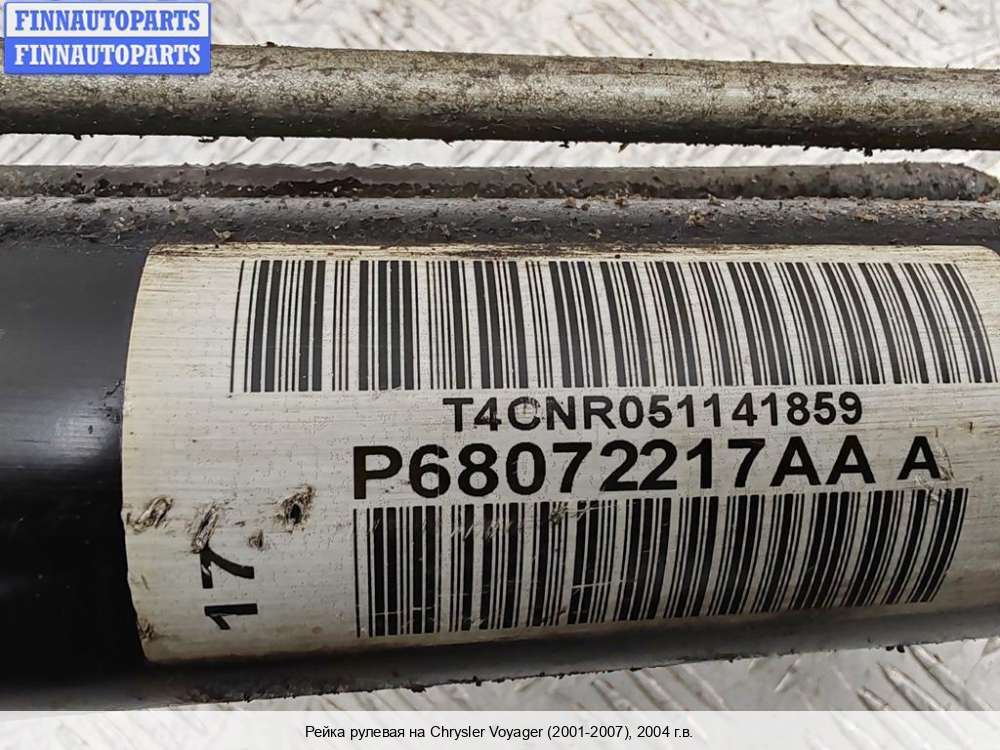 FINNAUTOPARTS
FINNAUTOPARTS
T4CNR051141859
P68072217AA A
17
Рейка рулевая на Chrysler Voyager (2001-2007), 2004 г.в.